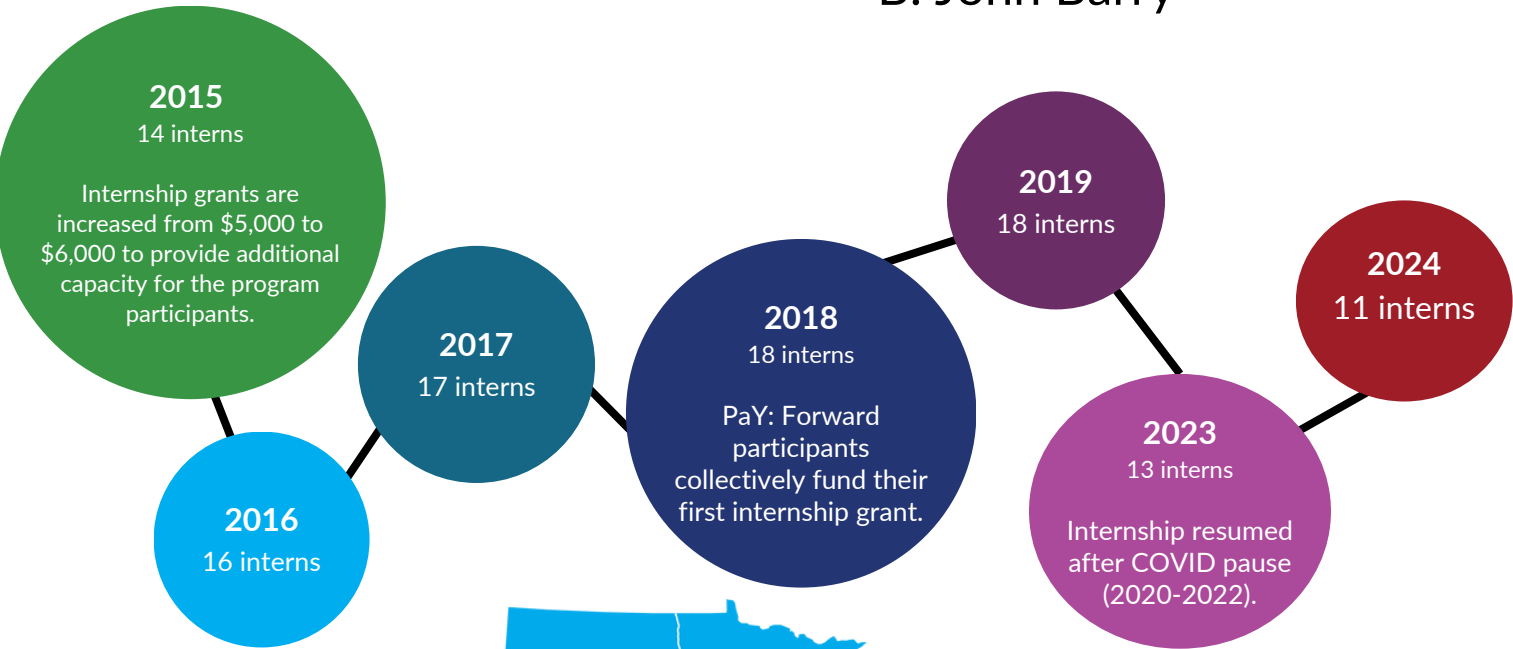 B. John Barry
2015
14 interns
Internship grants are
increased from $5,000 to
$6,000 to provide additional
capacity for the program
participants.
2016
16 interns
2017
17 interns
2018
18 interns
PaY: Forward
participants
collectively fund their
first internship grant.
2019
18 interns
2023
13 interns
Internship resumed
after COVID pause
(2020-2022).
2024
11 interns